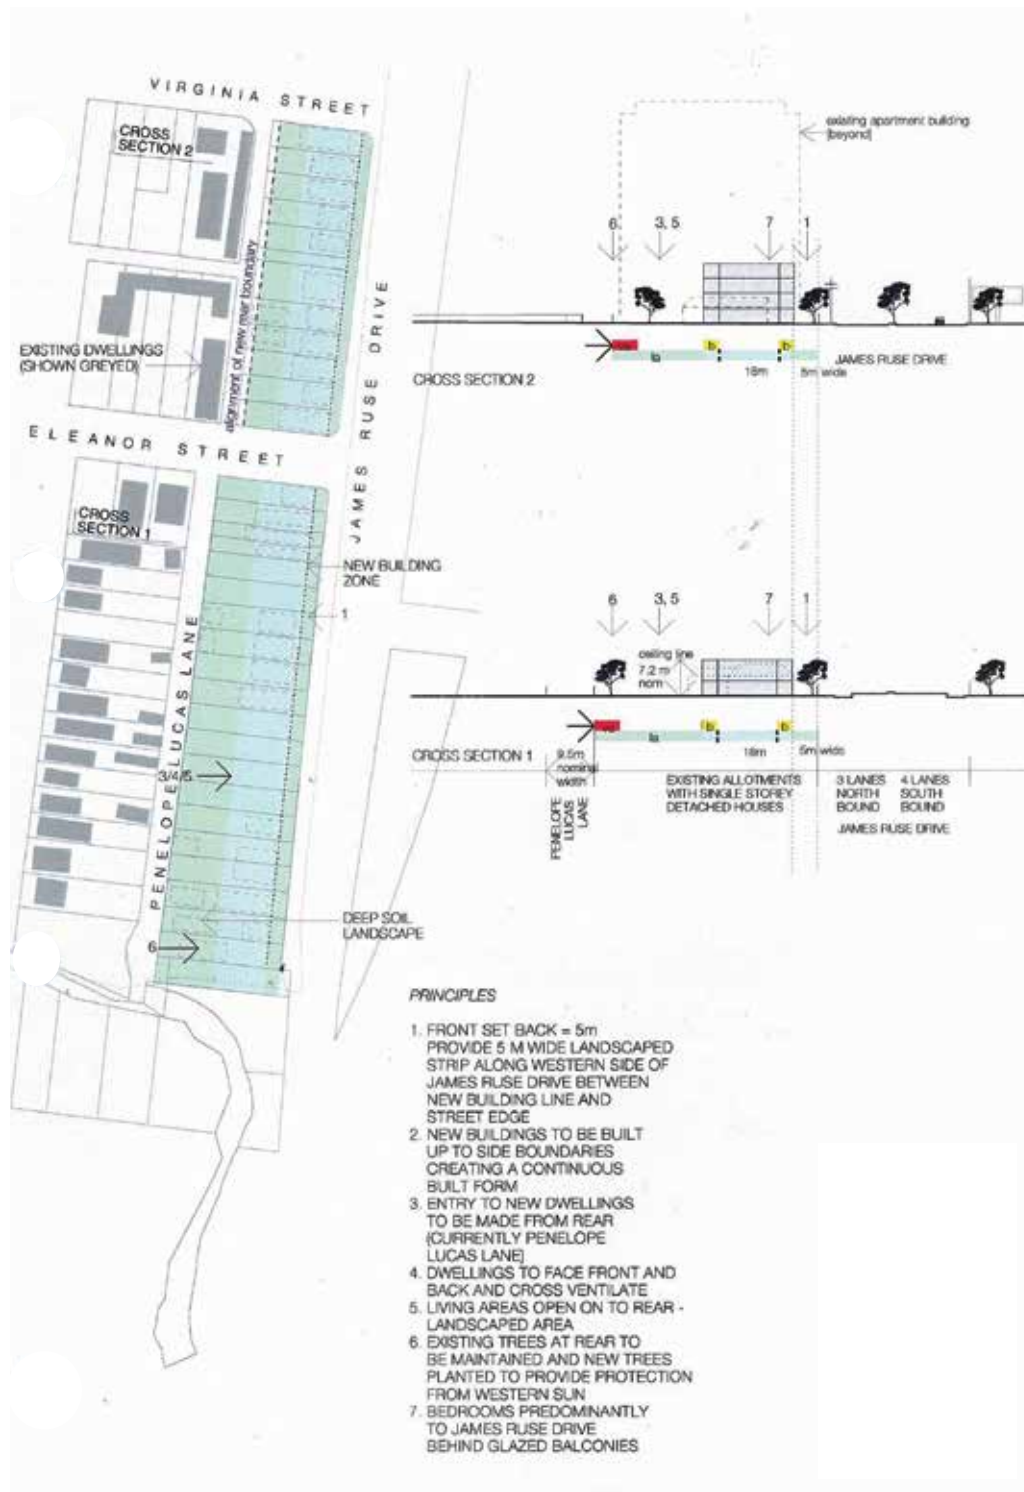 VIRGINIA STREET
CROSS
SECTION 2
alignment of new rear boundary
EXISTING DWELLINGS
(SHOWN GREYED)
JAMES RUSE DRIVE
ELEANOR STREET
CROSS
SECTION 1
NEW BUILDING
ZONE
1
PENELOPE LUCAS LANE
3/4/5
6
DEEP SOIL
LANDSCAPE
existing apartment building
(beyond)
6
3, 5
7
1
b
b
la
18m
5m wide
JAMES RUSE DRIVE
CROSS SECTION 2
6
3, 5
7
1
ceiling line
7.2 m
nom
b
b
la
18m
5m wide
CROSS SECTION 1
9.5m
nominal
width
PENELOPE
LUCAS
LANE
EXISTING ALLOTMENTS
WITH SINGLE STOREY
DETACHED HOUSES
3 LANES
NORTH
BOUND
4 LANES
SOUTH
BOUND
JAMES RUSE DRIVE
PRINCIPLES
1. FRONT SET BACK = 5m
PROVIDE 5 M WIDE LANDSCAPED
STRIP ALONG WESTERN SIDE OF
JAMES RUSE DRIVE BETWEEN
NEW BUILDING LINE AND
STREET EDGE
2. NEW BUILDINGS TO BE BUILT
UP TO SIDE BOUNDARIES
CREATING A CONTINUOUS
BUILT FORM
3. ENTRY TO NEW DWELLINGS
TO BE MADE FROM REAR
(CURRENTLY PENELOPE
LUCAS LANE)
4. DWELLINGS TO FACE FRONT AND
BACK AND CROSS VENTILATE
5. LIVING AREAS OPEN ON TO REAR -
LANDSCAPED AREA
6. EXISTING TREES AT REAR TO
BE MAINTAINED AND NEW TREES
PLANTED TO PROVIDE PROTECTION
FROM WESTERN SUN
7. BEDROOMS PREDOMINANTLY
TO JAMES RUSE DRIVE
BEHIND GLAZED BALCONIES